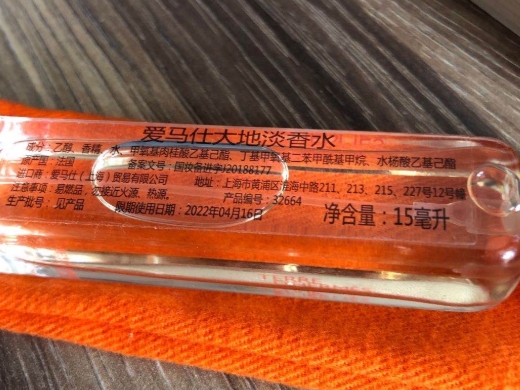 爱马仕大地淡香水
成分：乙醇、香精、水、甲氧基肉桂酸乙基己酯、丁基甲氧基二苯甲酰基甲烷、水杨酸乙基己酯
原产国：法国 备案文号：国妆备进字J20188177
进口商：爱马仕（上海）贸易有限公司 地址：上海市黄浦区淮海中路211，213，215，227号12号幢
注意事项：易燃品，勿接近火源、热源。 产品编号：32664
生产批号：见产品 限期使用日期：2022年04月16日 净含量：15毫升